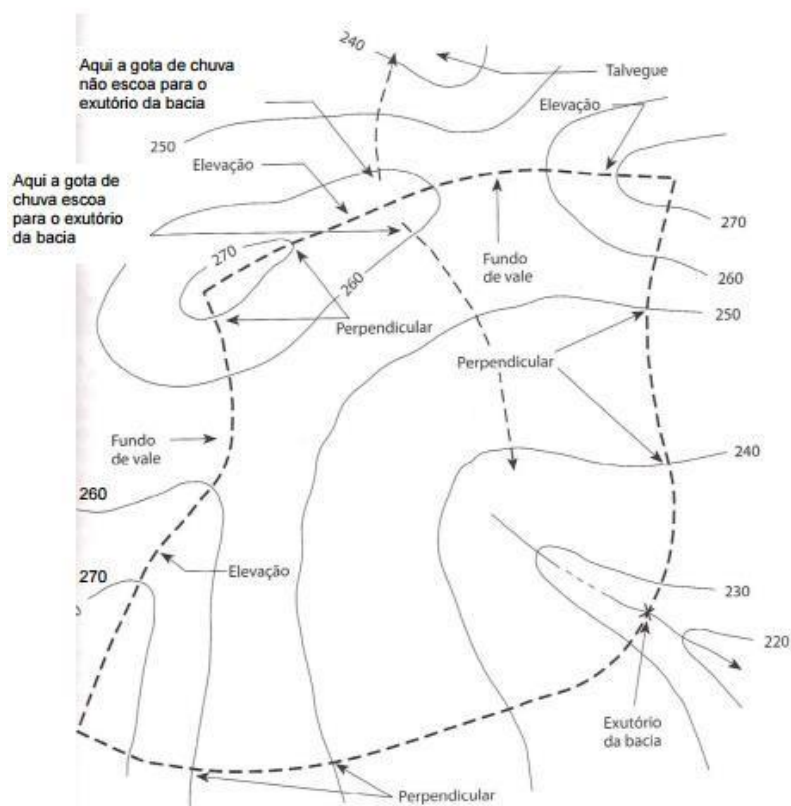 240
Aqui a gota de chuva
não escoa para o
exutório da bacia
Talvegue
Elevação
250
Elevação
Aqui a gota de
chuva escoa
para o exutório
da bacia
270
270
260
Fundo
de vale
260
250
Perpendicular
Perpendicular
Fundo
de vale
240
260
Elevação
270
230
220
Exutório
da bacia
Perpendicular